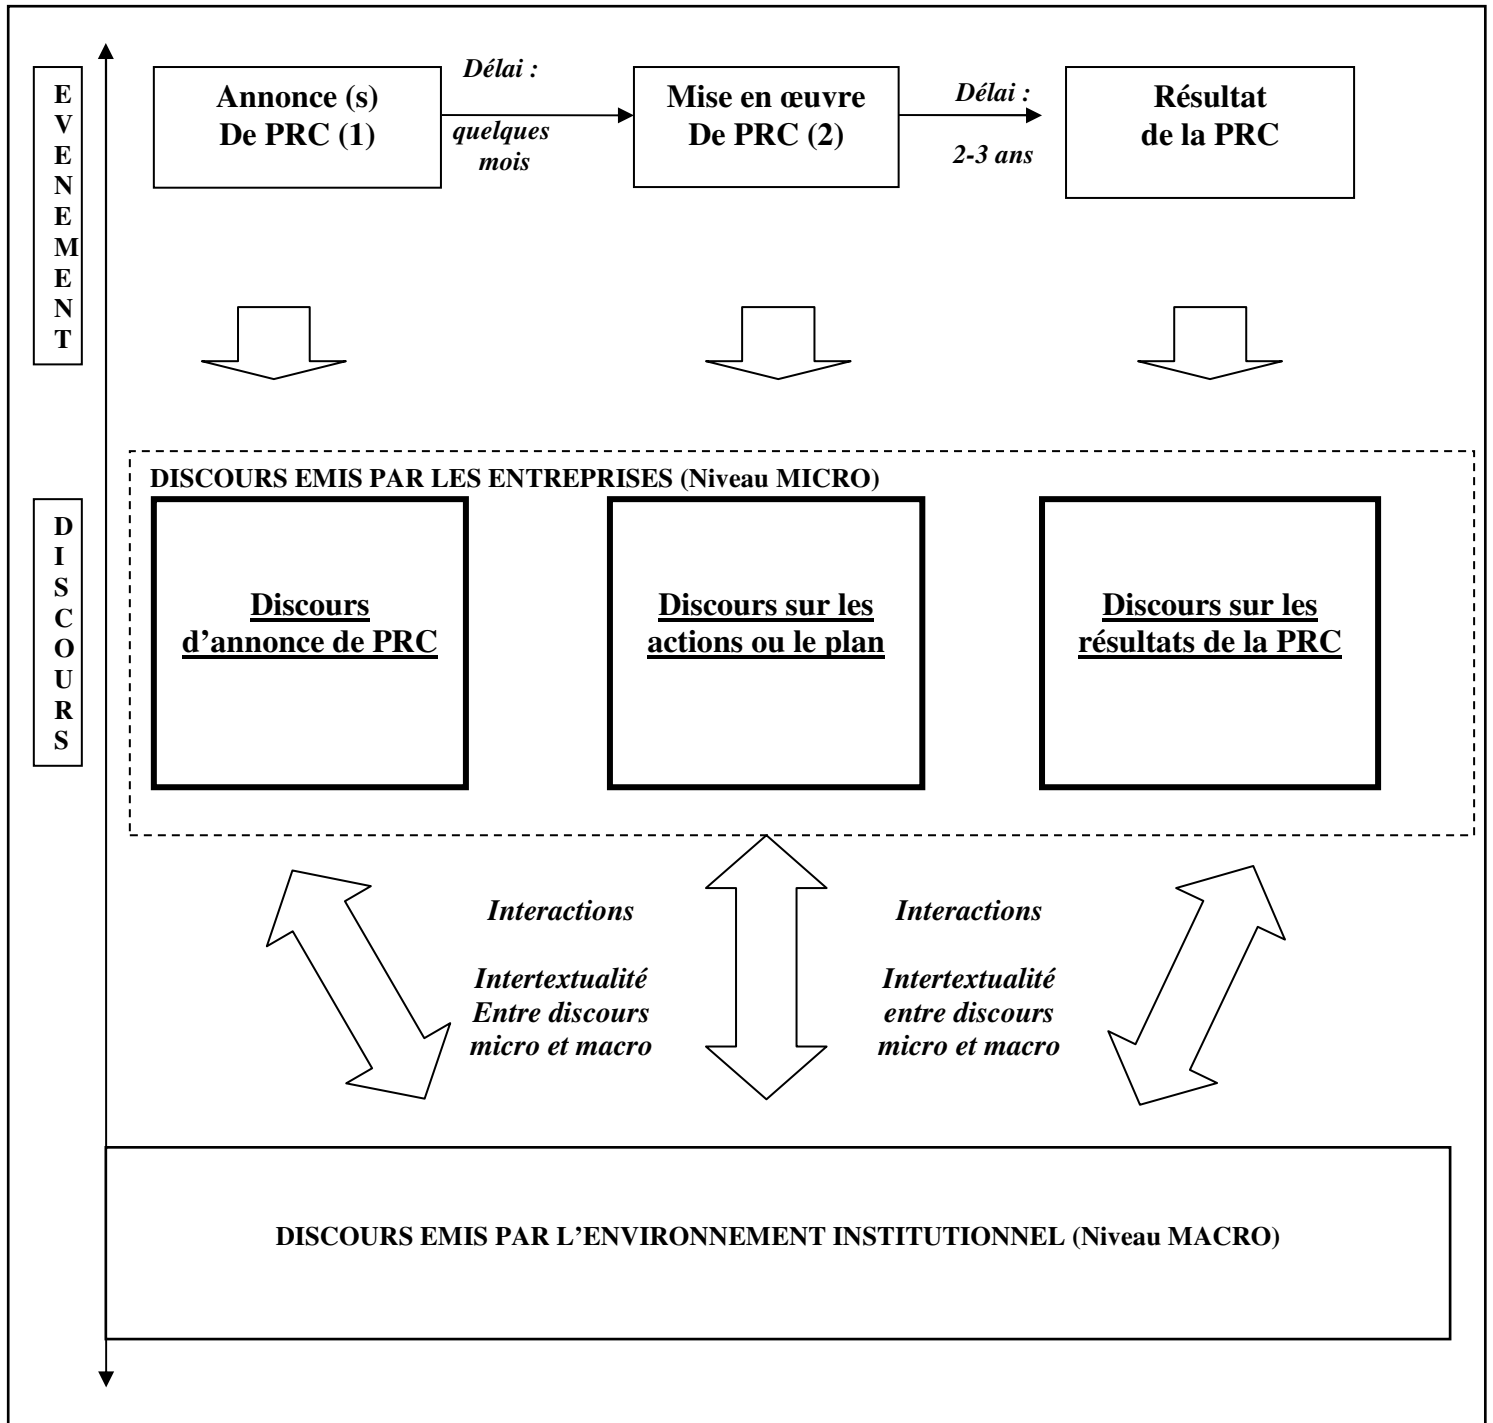 E
V
E
N
E
M
E
N
T
Annonce (s)
De PRC (1)
Délai :
quelques
mois
Mise en œuvre
De PRC (2)
Délai :
2-3 ans
Résultat
de la PRC
D
I
S
C
O
U
R
S
DISCOURS EMIS PAR LES ENTREPRISES (Niveau MICRO)
Discours
d’annonce de PRC
Discours sur les
actions ou le plan
Discours sur les
résultats de la PRC
Interactions
Intertextualité
Entre discours
micro et macro
Interactions
Intertextualité
entre discours
micro et macro
DISCOURS EMIS PAR L’ENVIRONNEMENT INSTITUTIONNEL (Niveau MACRO)